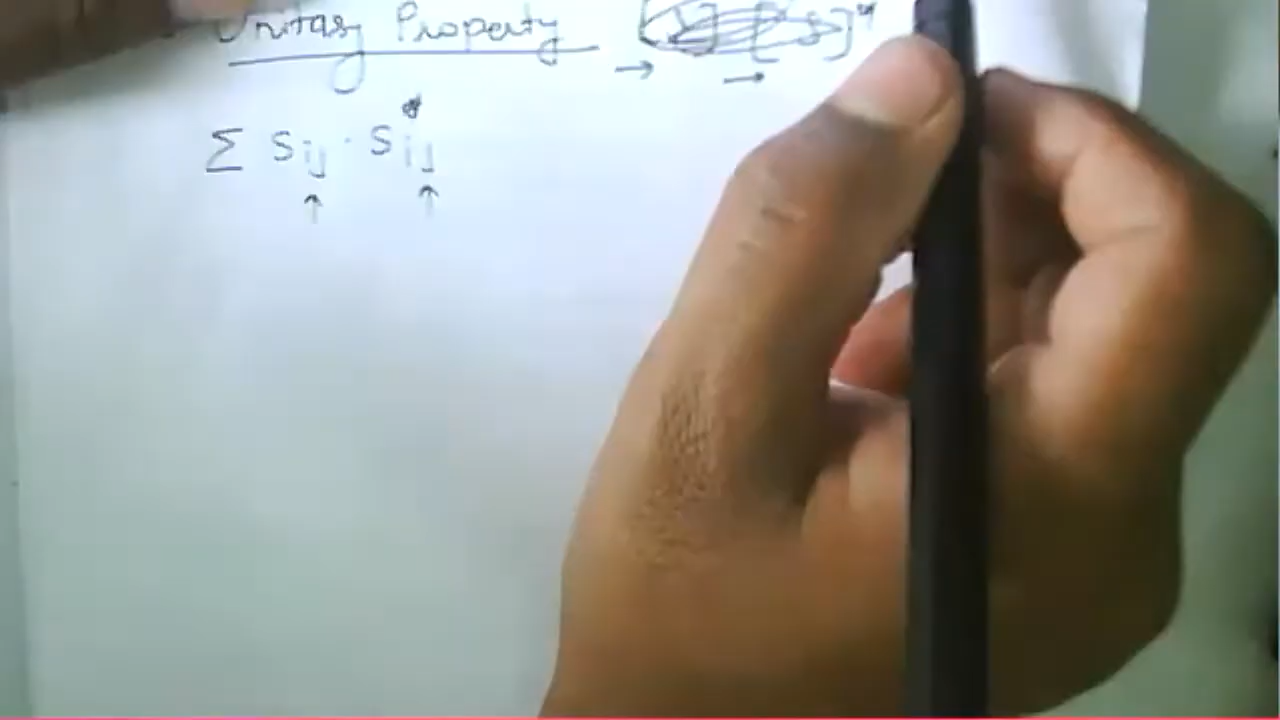 Unitary Property [S] [S]*
Σ Sij · Sij*